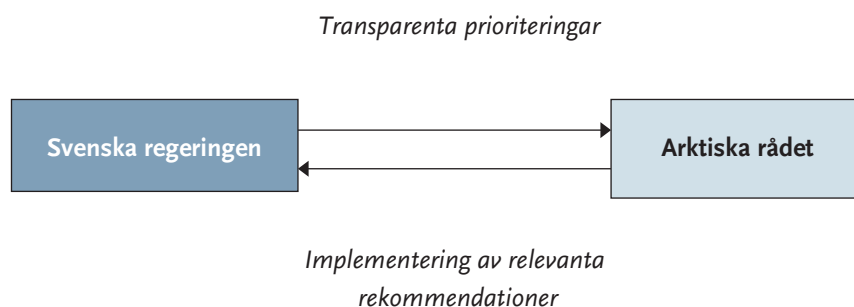 Transparenta prioriteringar
Svenska regeringen
Arktiska rådet
Implementering av relevanta
rekommendationer